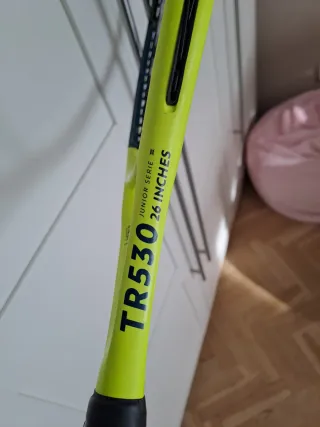 TR530
JUNIOR SERIE
26 INCHES